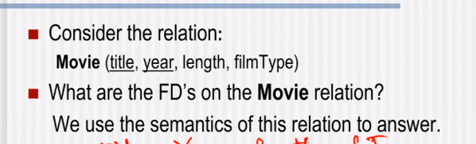 Consider the relation:
Movie (title, year, length, filmType)
What are the FD's on the Movie relation?
We use the semantics of this relation to answer.